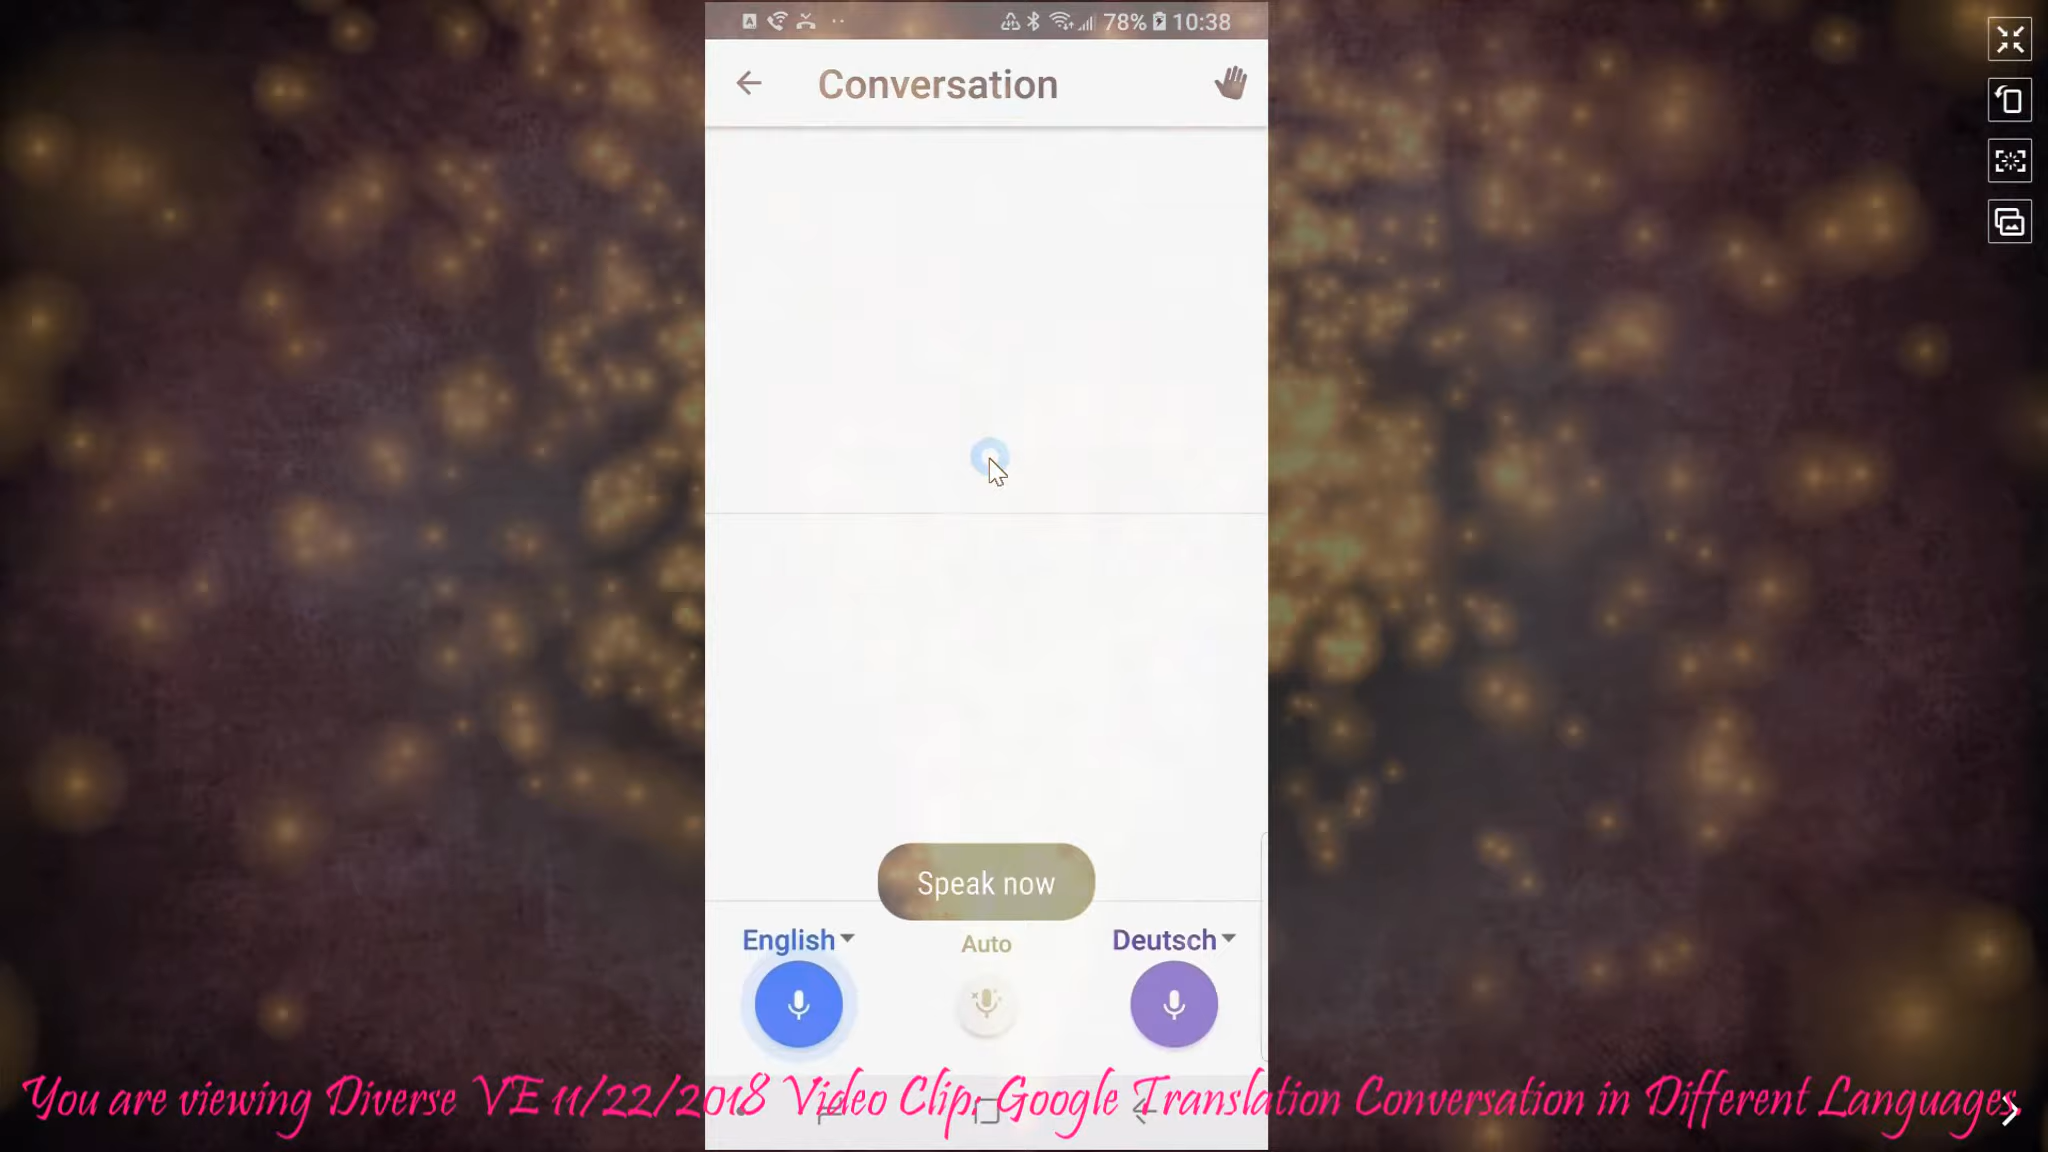 78% 10:38
Conversation
Speak now
English Auto Deutsch
You are viewing Diverse VE 11/22/2018 Video Clip: Google Translation Conversation in Different Languages.